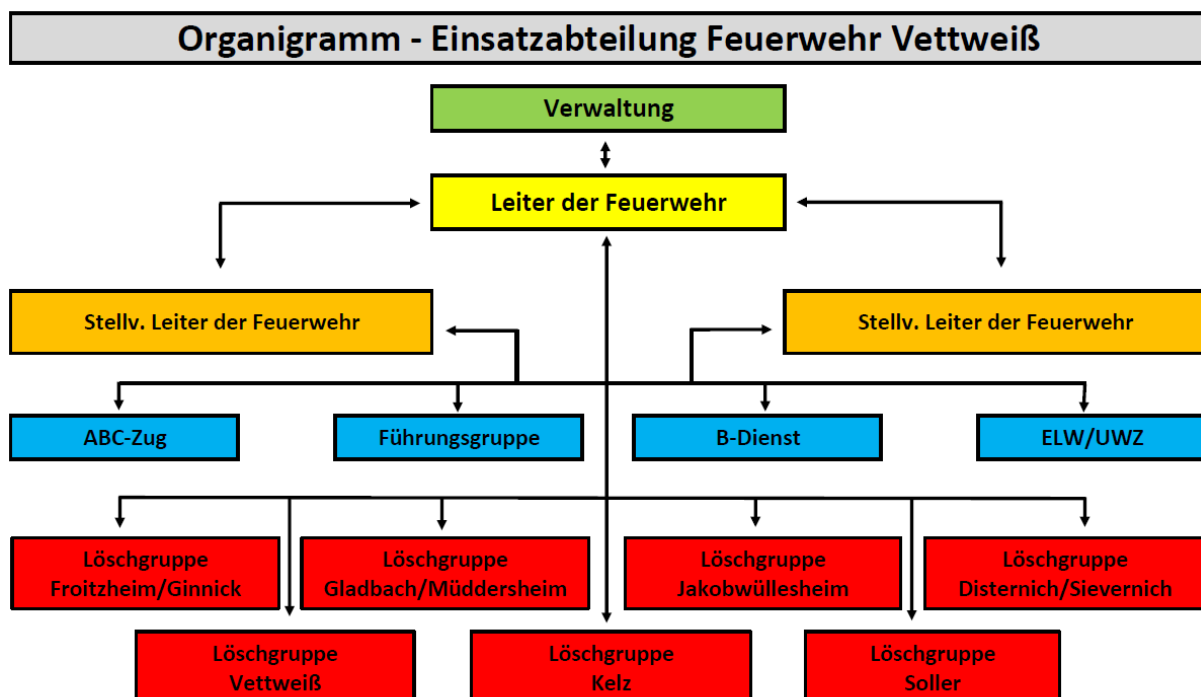 Organigramm - Einsatzabteilung Feuerwehr Vettweiß
Verwaltung
Leiter der Feuerwehr
Stellv. Leiter der Feuerwehr
Stellv. Leiter der Feuerwehr
ABC-Zug
Führungsgruppe
B-Dienst
ELW/UWZ
Löschgruppe
Froitzheim/Ginnick
Löschgruppe
Gladbach/Müddersheim
Löschgruppe
Jakobwüllesheim
Löschgruppe
Disternich/Sievernich
Löschgruppe
Vettweiß
Löschgruppe
Kelz
Löschgruppe
Soller